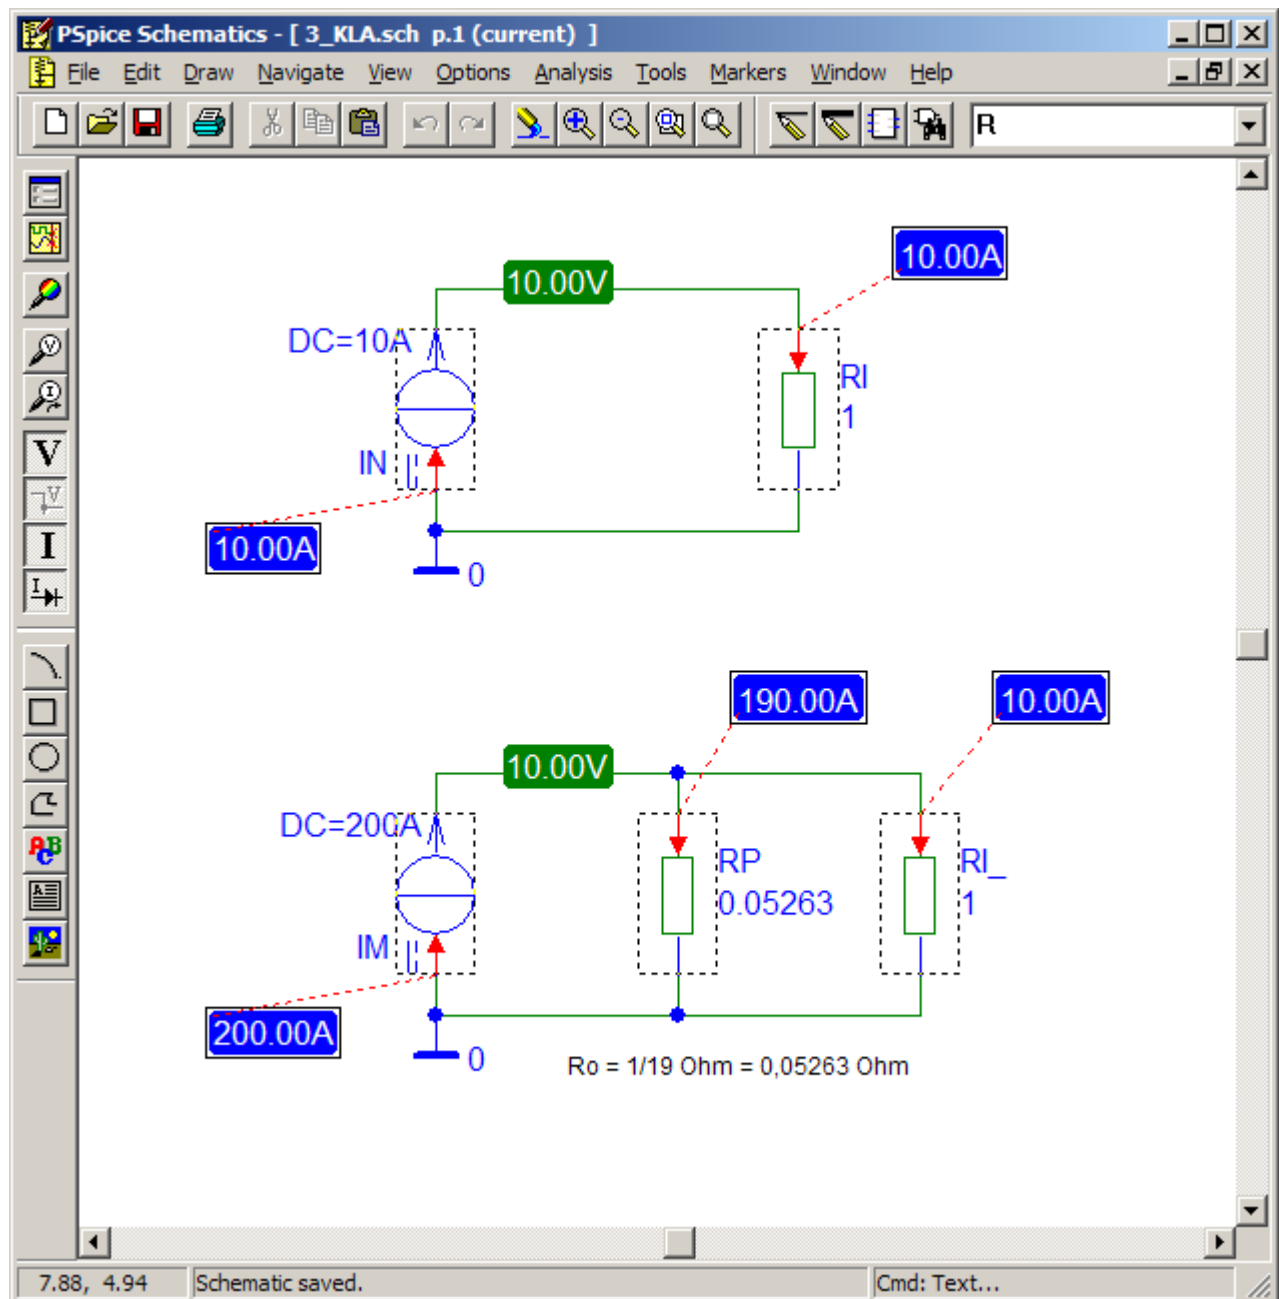 PSpice Schematics - [ 3_KLA.sch p.1 (current) ]
File Edit Draw Navigate View Options Analysis Tools Markers Window Help
R
10.00A
10.00V
DC=10A
RI
1
IN
10.00A
0
190.00A
10.00A
10.00V
DC=200A
RP
0.05263
RI_
1
IM
200.00A
0
Ro = 1/19 Ohm = 0,05263 Ohm
V
I
I
ABC
A
7.88, 4.94 Schematic saved. Cmd: Text...